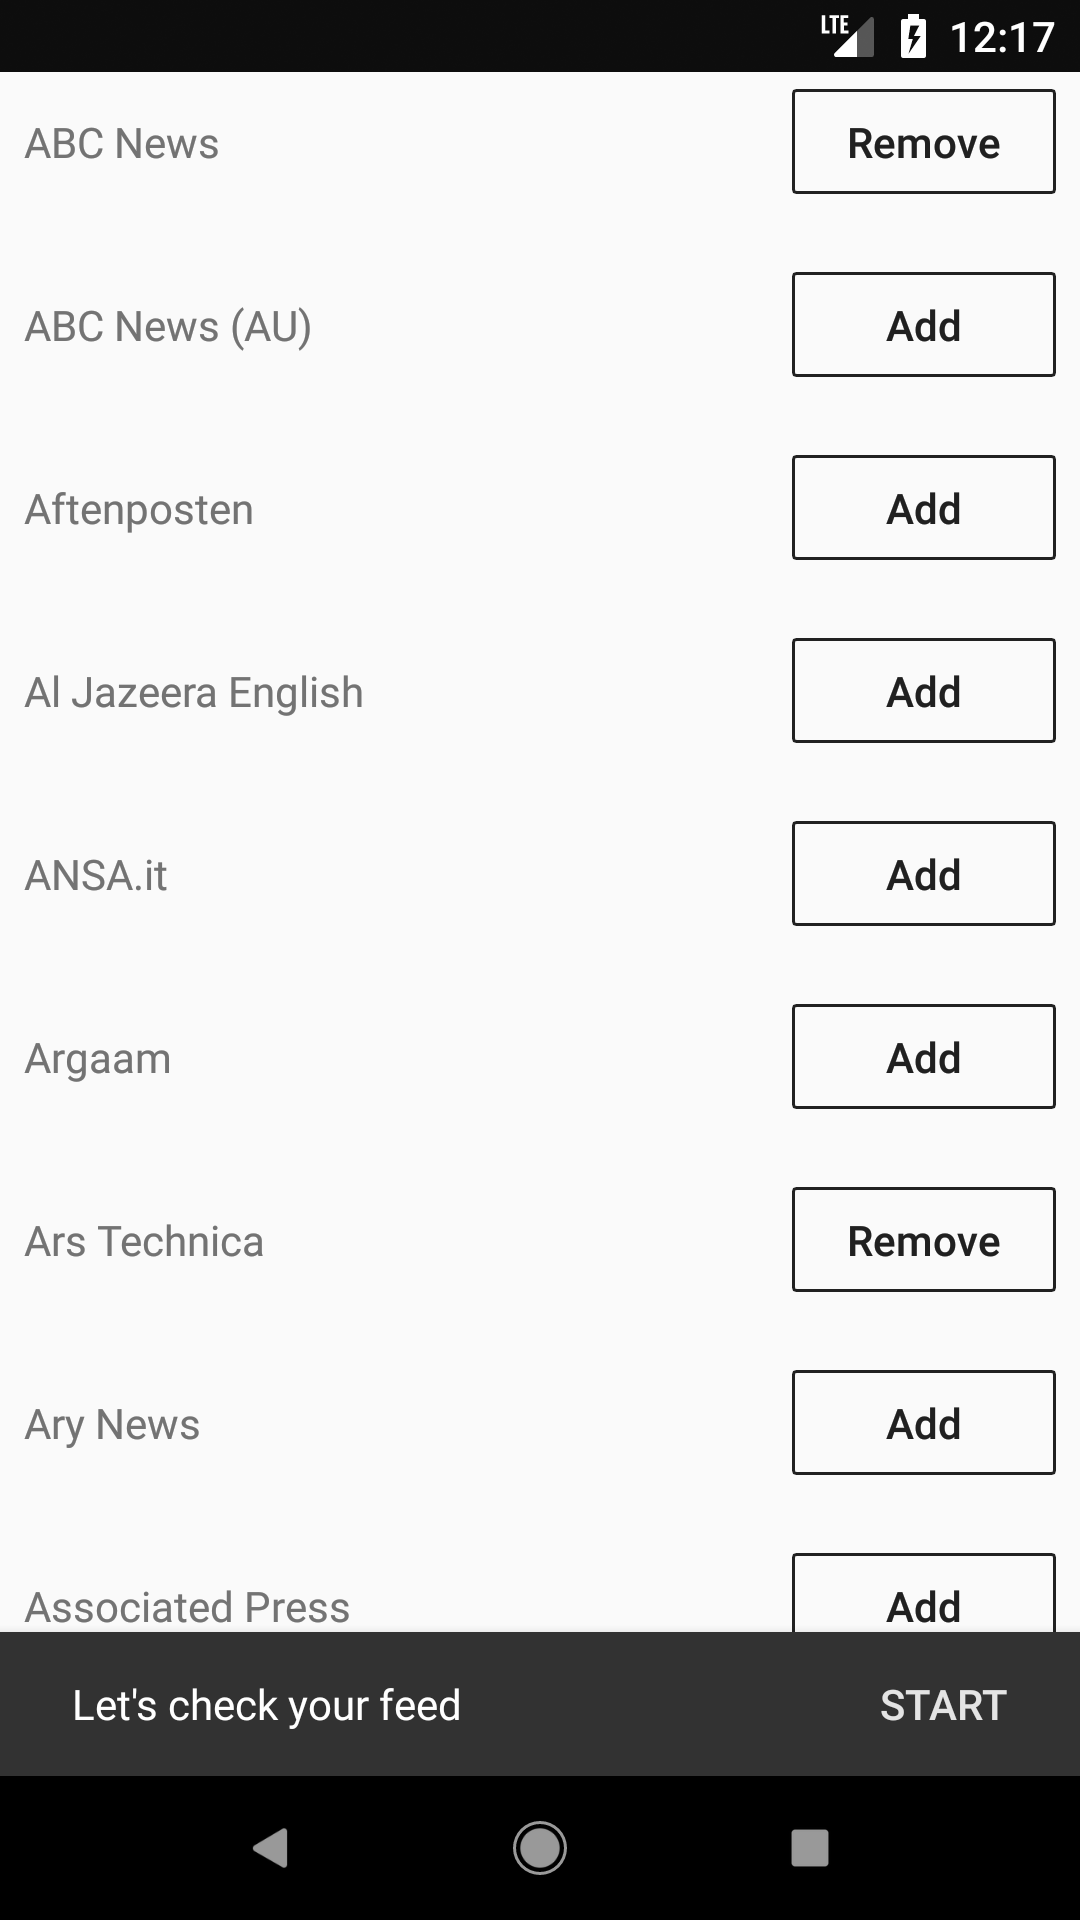 LTE 12:17
ABC News Remove
ABC News (AU) Add
Aftenposten Add
Al Jazeera English Add
ANSA.it Add
Argaam Add
Ars Technica Remove
Ary News Add
Associated Press Add
Let's check your feed START